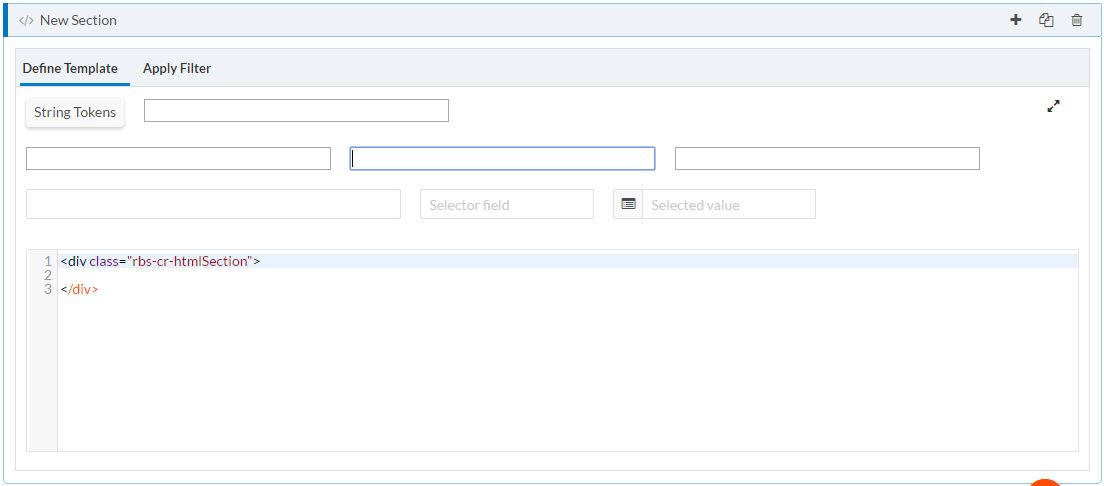 </> New Section
Define Template Apply Filter
String Tokens
Selector field Selected value
1 <div class="rbs-cr-htmlSection">
2
3 </div>